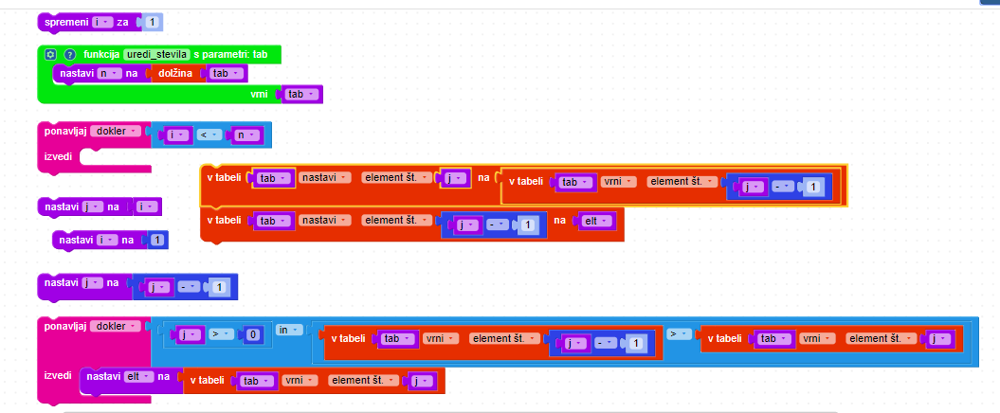 spremeni i za 1
? funkcija uredi_stevila s parametri: tab
nastavi n na dolžina tab
vrni tab
ponavljaj dokler i < n
izvedi
v tabeli tab nastavi element št. j na v tabeli tab vrni element št. j - 1
nastavi j na i
v tabeli tab nastavi element št. j - 1 na elt
nastavi i na 1
nastavi j na j - 1
ponavljaj dokler j > 0 in v tabeli tab vrni element št. j - 1 > v tabeli tab vrni element št. j
izvedi nastavi elt na v tabeli tab vrni element št. j